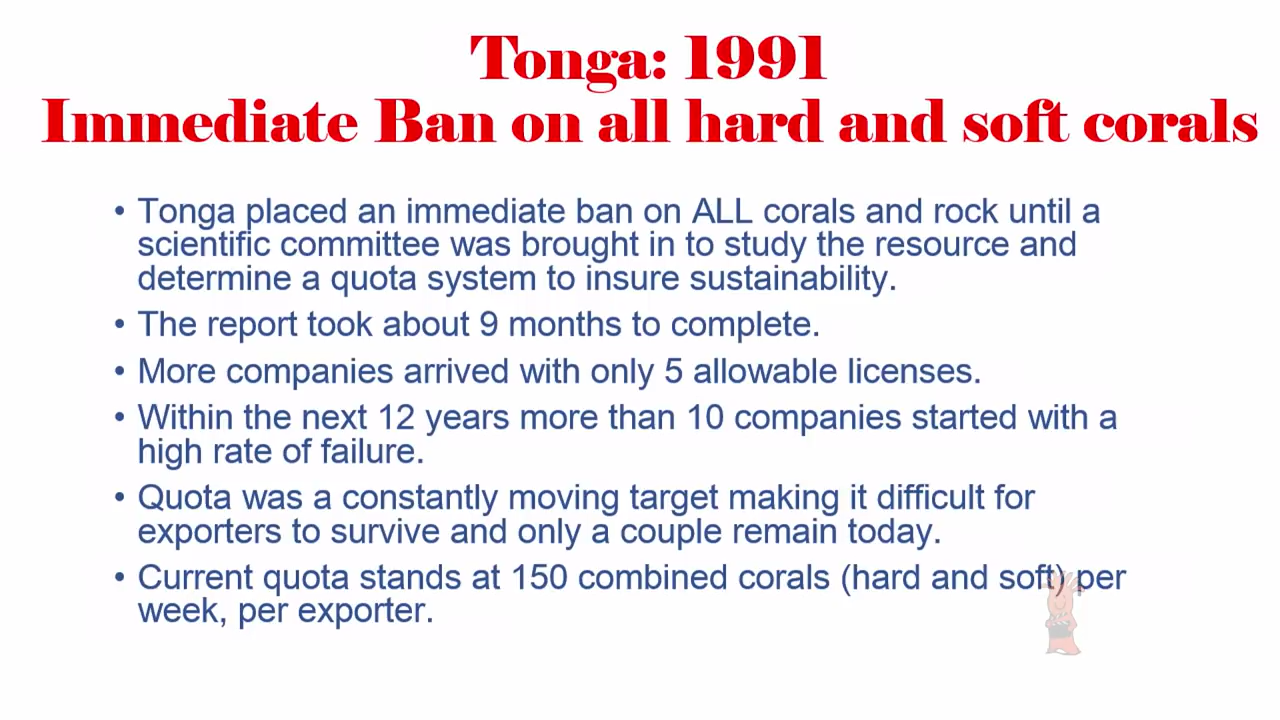 Tonga: 1991
Immediate Ban on all hard and soft corals
• Tonga placed an immediate ban on ALL corals and rock until a
scientific committee was brought in to study the resource and
determine a quota system to insure sustainability.
• The report took about 9 months to complete.
• More companies arrived with only 5 allowable licenses.
• Within the next 12 years more than 10 companies started with a
high rate of failure.
• Quota was a constantly moving target making it difficult for
exporters to survive and only a couple remain today.
• Current quota stands at 150 combined corals (hard and soft) per
week, per exporter.